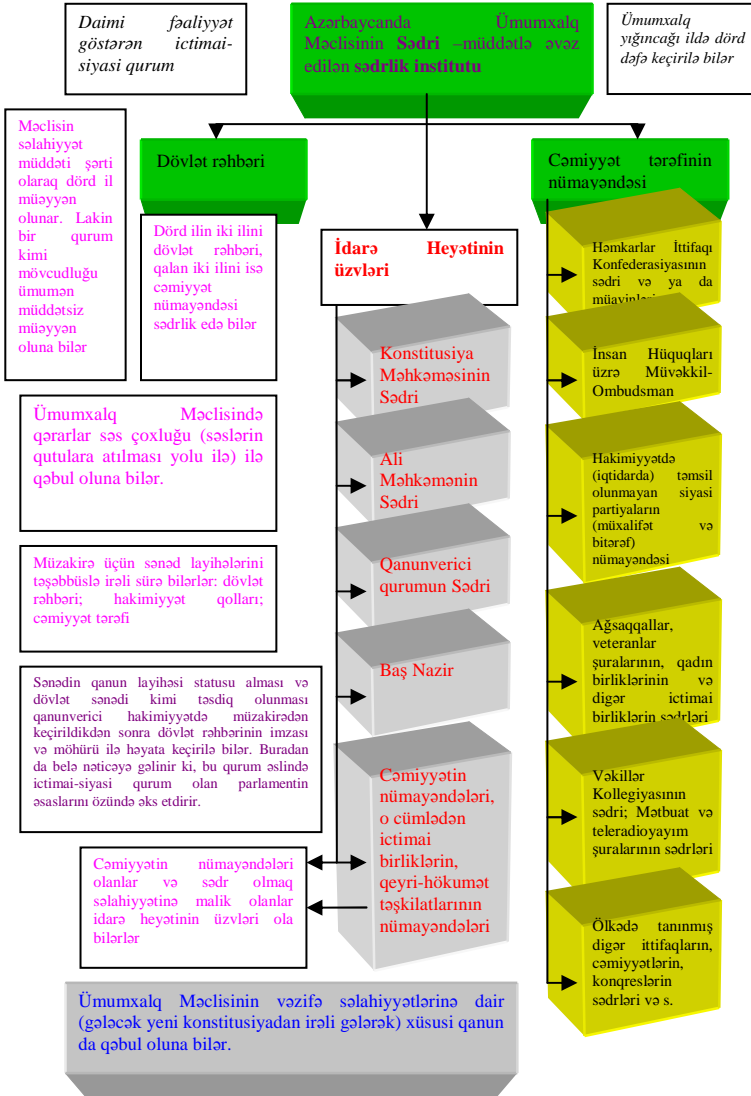 Daimi fəaliyyət
göstərən ictimai-
siyasi qurum
Azərbaycanda Ümumxalq
Məclisinin Sədri –müddətlə əvəz
edilən sədrlik institutu
Ümumxalq
yığıncağı ildə dörd
dəfə keçirilə bilər
Məclisin
səlahiyyət
müddəti şərti
olaraq dörd il
müəyyən
olunar. Lakin
bir qurum
kimi
mövcudluğu
ümumən
müddətsiz
müəyyən
oluna bilər
Dövlət rəhbəri
Cəmiyyət tərəfinin
nümayəndəsi
Dörd ilin iki ilini
dövlət rəhbəri,
qalan iki ilini isə
cəmiyyət
nümayəndəsi
sədrlik edə bilər
İdarə Heyətinin
üzvləri
Həmkarlar İttifaqı
Konfederasiyasının
sədri və ya da
müavinləri
Konstitusiya
Məhkəməsinin
Sədri
İnsan Hüquqları
üzrə Müvəkkil-
Ombudsman
Ümumxalq Məclisində
qərarlar səs çoxluğu (səslərin
qutulara atılması yolu ilə) ilə
qəbul oluna bilər.
Ali
Məhkəmənin
Sədri
Hakimiyyətdə
(iqtidarda) təmsil
olunmayan siyasi
partiyaların
(müxalifət və
bitərəf)
nümayəndəsi
Müzakirə üçün sənəd layihələrini
təşəbbüslə irəli sürə bilərlər: dövlət
rəhbəri; hakimiyyət qolları;
cəmiyyət tərəfi
Qanunverici
qurumun Sədri
Ağsaqqallar,
veteranlar
şuralarının, qadın
birliklərinin və
digər ictimai
birliklərin sədrləri
Baş Nazir
Sənədin qanun layihəsi statusu alması və
dövlət sənədi kimi təsdiq olunması
qanunverici hakimiyyətdə müzakirədən
keçirildikdən sonra dövlət rəhbərinin imzası
və möhürü ilə həyata keçirilə bilər. Buradan
da belə nəticəyə gəlinir ki, bu qurum əslində
ictimai-siyasi qurum olan parlamentin
əsaslarını özündə əks etdirir.
Cəmiyyətin
nümayəndələri,
o cümlədən
ictimai
birliklərin,
qeyri-hökumət
təşkilatlarının
nümayəndələri
Vəkillər
Kollegiyasının
sədri; Mətbuat və
teleradioyayım
şuralarının sədrləri
Cəmiyyətin nümayəndələri
olanlar və sədr olmaq
səlahiyyətinə malik olanlar
idarə heyətinin üzvləri ola
bilərlər
Ölkədə tanınmış
digər ittifaqların,
cəmiyyətlərin,
konqreslərin
sədrləri və s.
Ümumxalq Məclisinin vəzifə səlahiyyətlərinə dair
(gələcək yeni konstitusiyadan irəli gələrək) xüsusi qanun
da qəbul oluna bilər.